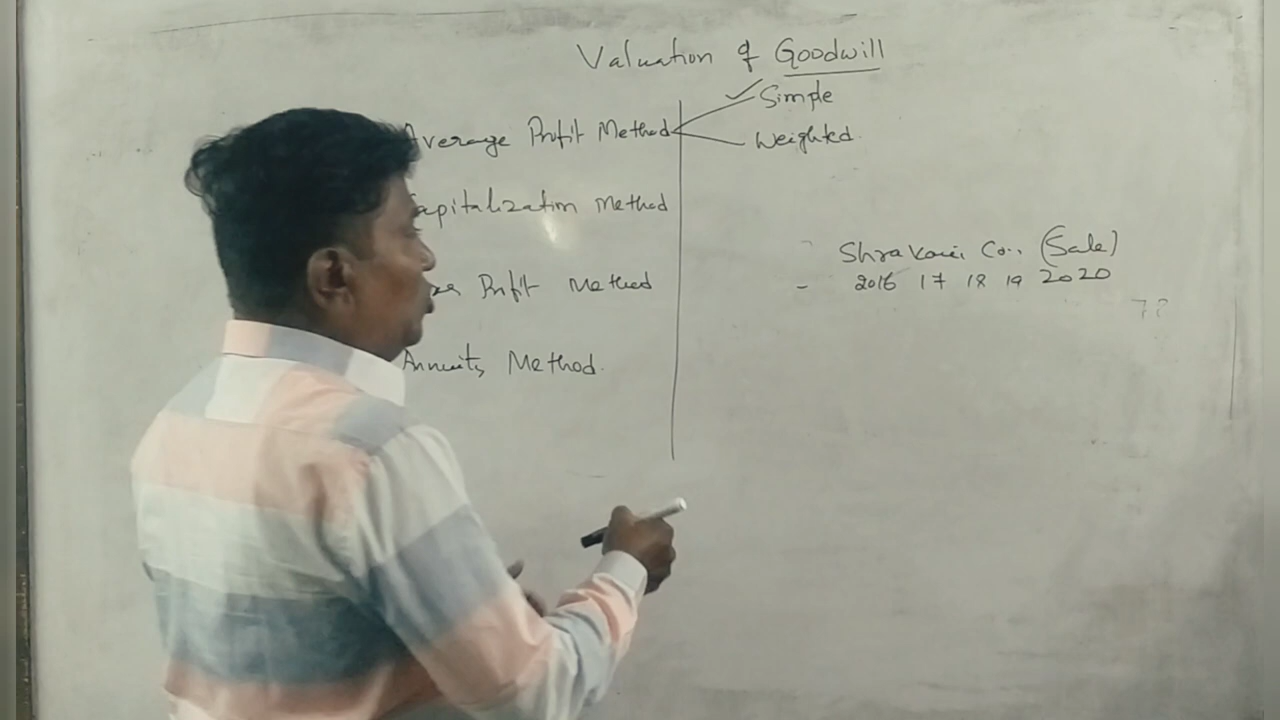 Valuation of Goodwill
Average Profit Method
Simple
Weighted
Capitalization Method
Profit Method
Annuity Method.
Co.. (Sale)
- 2016 17 18 19 2020